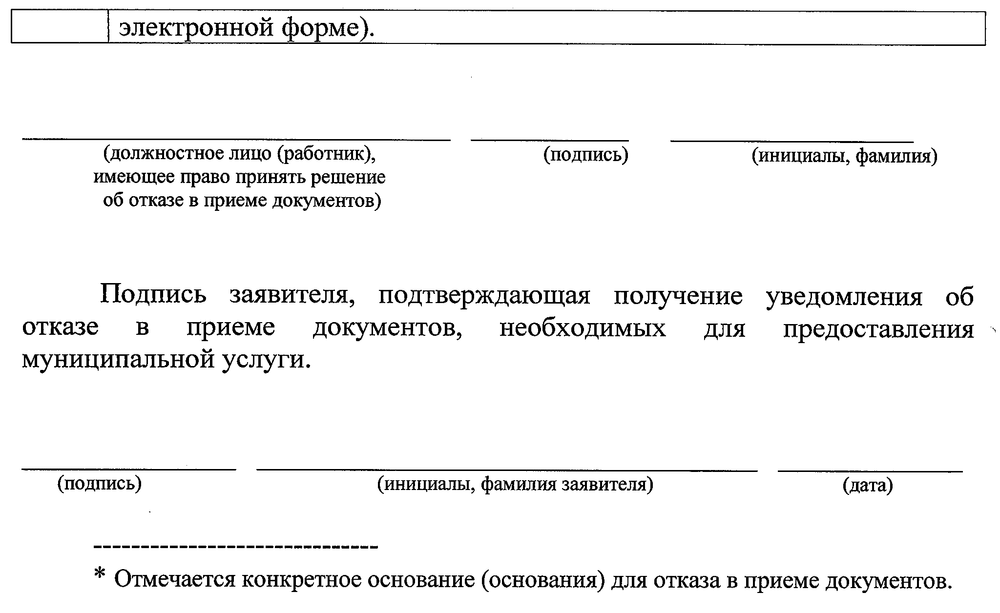 электронной форме).
(должностное лицо (работник), (подпись) (инициалы, фамилия)
имеющее право принять решение
об отказе в приеме документов)
Подпись заявителя, подтверждающая получение уведомления об
отказе в приеме документов, необходимых для предоставления
муниципальной услуги.
(подпись) (инициалы, фамилия заявителя) (дата)
------------------------------
* Отмечается конкретное основание (основания) для отказа в приеме документов.